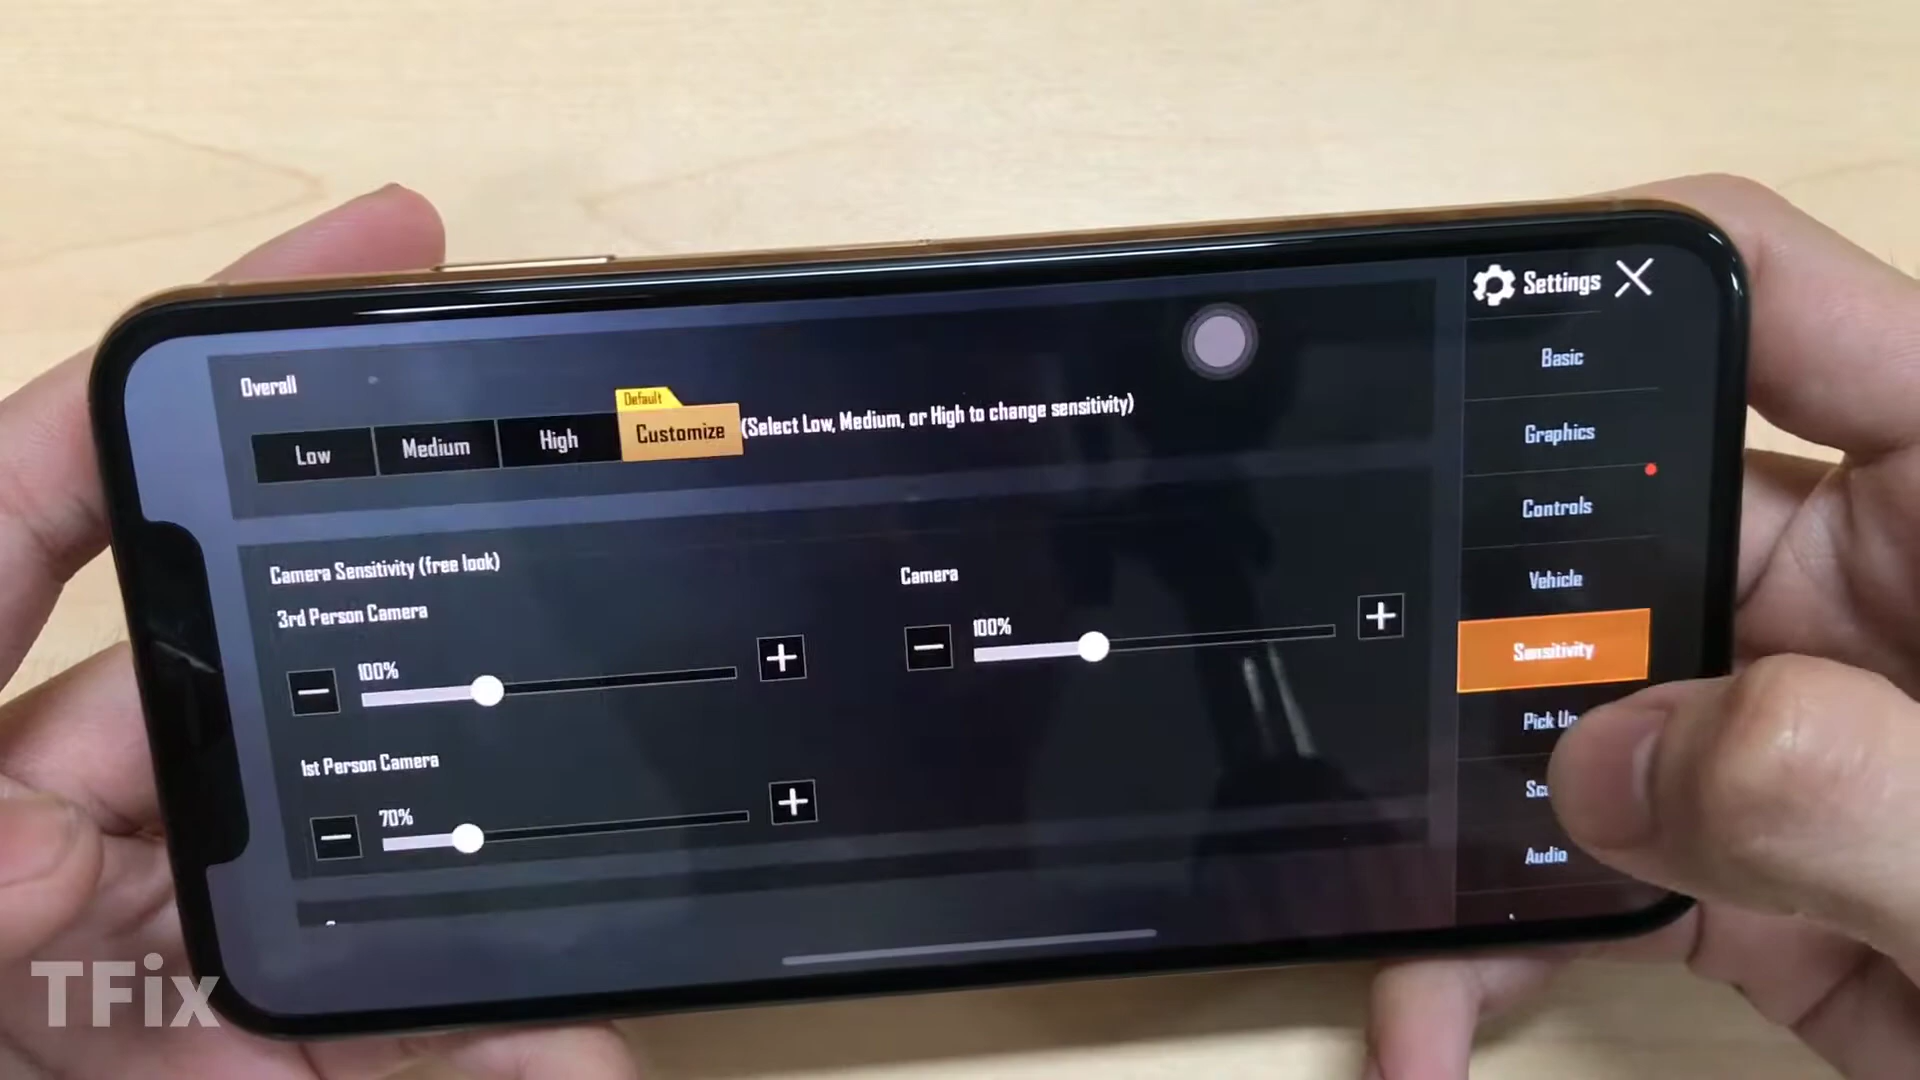 Settings
Overall
Default
Low
Medium
High
Customize
(Select Low, Medium, or High to change sensitivity)
Camera Sensitivity (free look)
3rd Person Camera
100%
Camera
100%
1st Person Camera
70%
Basic
Graphics
Controls
Vehicle
Sensitivity
Pick
Audio
TFix